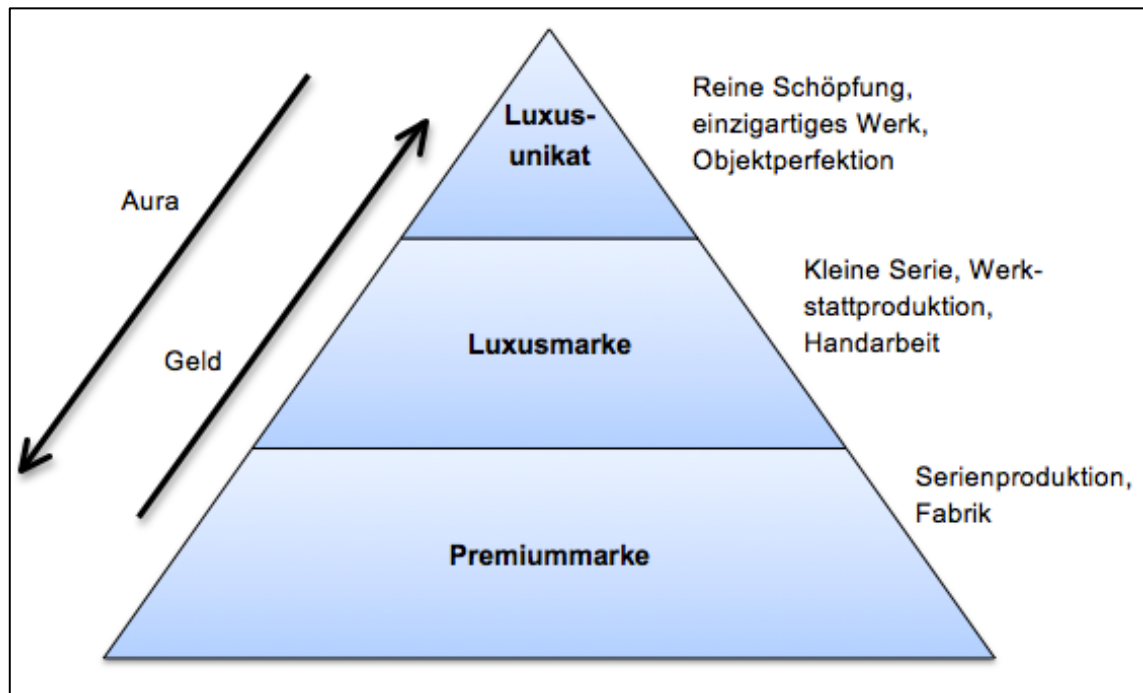 Luxus-
unikat
Reine Schöpfung,
einzigartiges Werk,
Objektperfektion
Aura
Geld
Luxusmarke
Kleine Serie, Werk-
stattproduktion,
Handarbeit
Premiummarke
Serienproduktion,
Fabrik